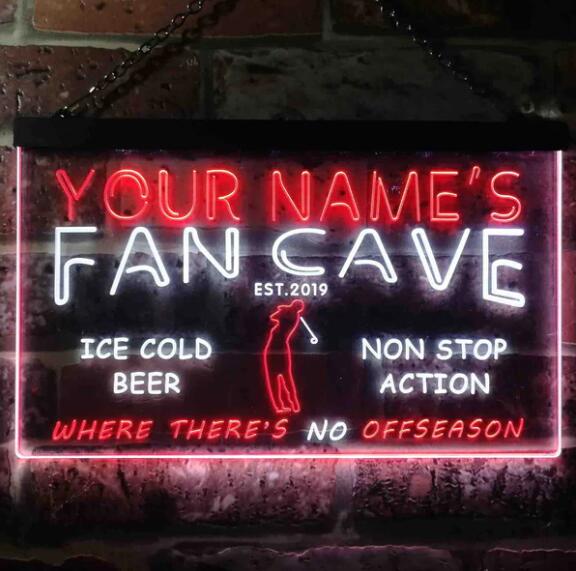 YOUR NAME'S
FAN CAVE
EST.2019
ICE COLD
BEER
NON STOP
ACTION
WHERE THERE'S NO OFFSEASON